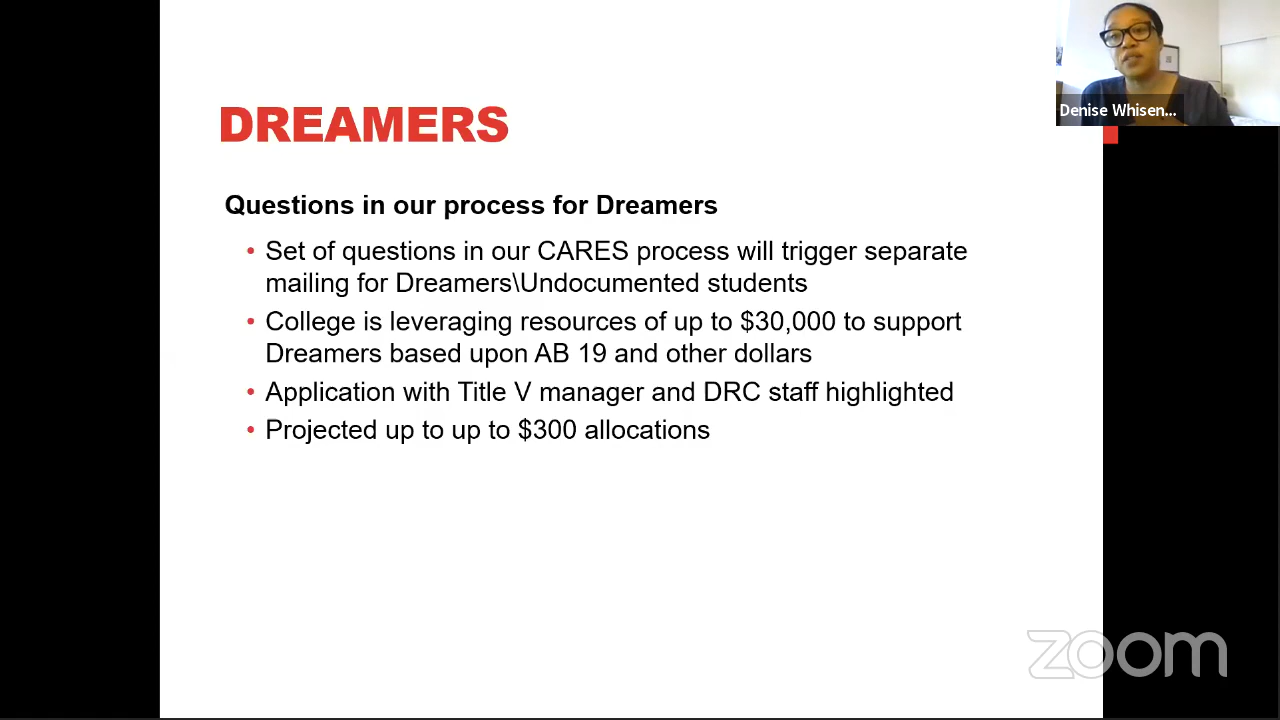 DREAMERS
Questions in our process for Dreamers
• Set of questions in our CARES process will trigger separate
mailing for Dreamers\Undocumented students
• College is leveraging resources of up to $30,000 to support
Dreamers based upon AB 19 and other dollars
• Application with Title V manager and DRC staff highlighted
• Projected up to up to $300 allocations
Denise Whisen...
zoom